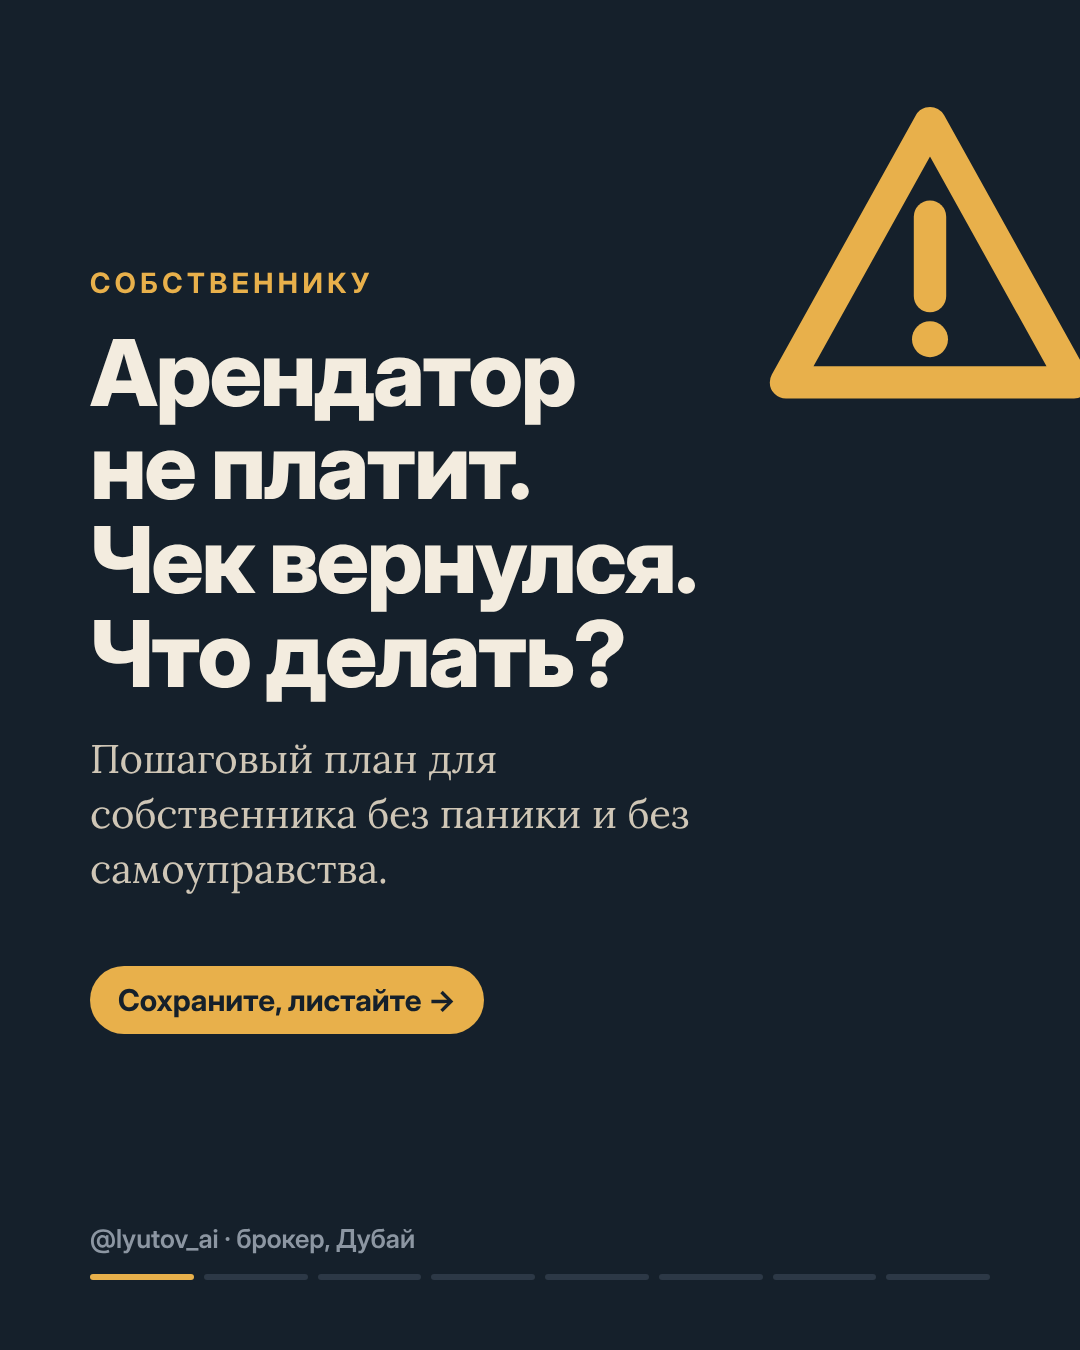 СОБСТВЕННИКУ
Арендатор
не платит.
Чек вернулся.
Что делать?
Пошаговый план для
собственника без паники и без
самоуправства.
Сохраните, листайте →
@lyutov_ai · брокер, Дубай